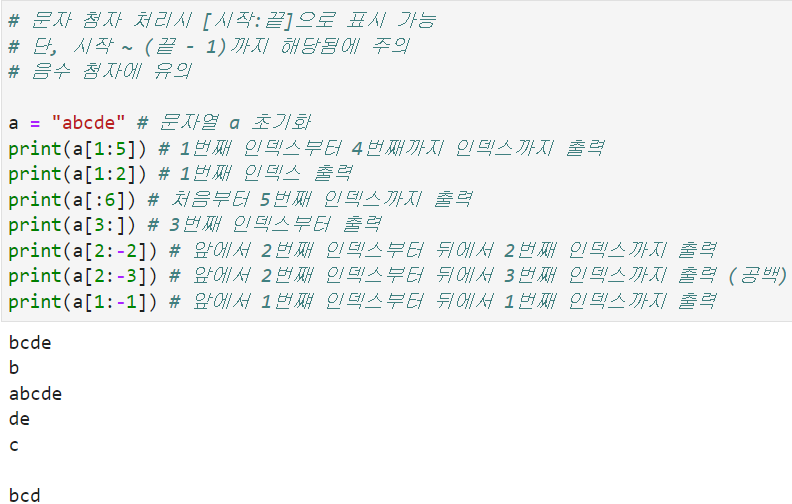 # 문자 첨자 처리시 [시작:끝]으로 표시 가능
# 단, 시작 ~ (끝 - 1)까지 해당됨에 주의
# 음수 첨자에 유의

a = "abcde" # 문자열 a 초기화
print(a[1:5]) # 1번째 인덱스부터 4번째까지 인덱스까지 출력
print(a[1:2]) # 1번째 인덱스 출력
print(a[:6]) # 처음부터 5번째 인덱스까지 출력
print(a[3:]) # 3번째 인덱스부터 출력
print(a[2:-2]) # 앞에서 2번째 인덱스부터 뒤에서 2번째 인덱스까지 출력
print(a[2:-3]) # 앞에서 2번째 인덱스부터 뒤에서 3번째 인덱스까지 출력 (공백)
print(a[1:-1]) # 앞에서 1번째 인덱스부터 뒤에서 1번째 인덱스까지 출력
bcde
b
abcde
de
c

bcd